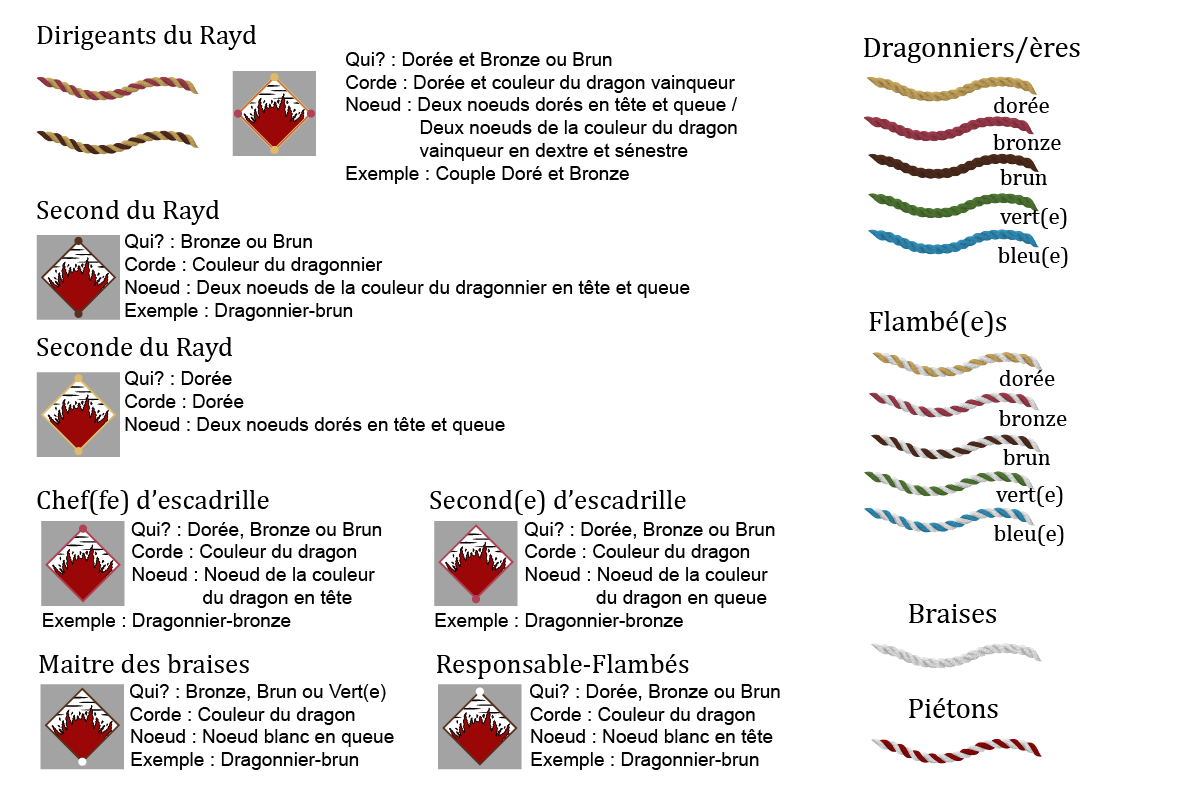 Dirigeants du Rayd
Qui? : Dorée et Bronze ou Brun
Corde : Dorée et couleur du dragon vainqueur
Noeud : Deux noeuds dorés en tête et queue /
Deux noeuds de la couleur du dragon
vainqueur en dextre et sénestre
Exemple : Couple Doré et Bronze
Second du Rayd
Qui? : Bronze ou Brun
Corde : Couleur du dragonnier
Noeud : Deux noeuds de la couleur du dragonnier en tête et queue
Exemple : Dragonnier-brun
Seconde du Rayd
Qui? : Dorée
Corde : Dorée
Noeud : Deux noeuds dorés en tête et queue
Chef(fe) d’escadrille
Qui? : Dorée, Bronze ou Brun
Corde : Couleur du dragon
Noeud : Noeud de la couleur
du dragon en tête
Exemple : Dragonnier-bronze
Second(e) d’escadrille
Qui? : Dorée, Bronze ou Brun
Corde : Couleur du dragon
Noeud : Noeud de la couleur
du dragon en queue
Exemple : Dragonnier-bronze
Maitre des braises
Qui? : Bronze, Brun ou Vert(e)
Corde : Couleur du dragon
Noeud : Noeud blanc en queue
Exemple : Dragonnier-brun
Responsable-Flambés
Qui? : Dorée, Bronze ou Brun
Corde : Couleur du dragon
Noeud : Noeud blanc en tête
Exemple : Dragonnier-brun
Dragonniers/ères
dorée
bronze
brun
vert(e)
bleu(e)
Flambé(e)s
dorée
bronze
brun
vert(e)
bleu(e)
Braises
Piétons